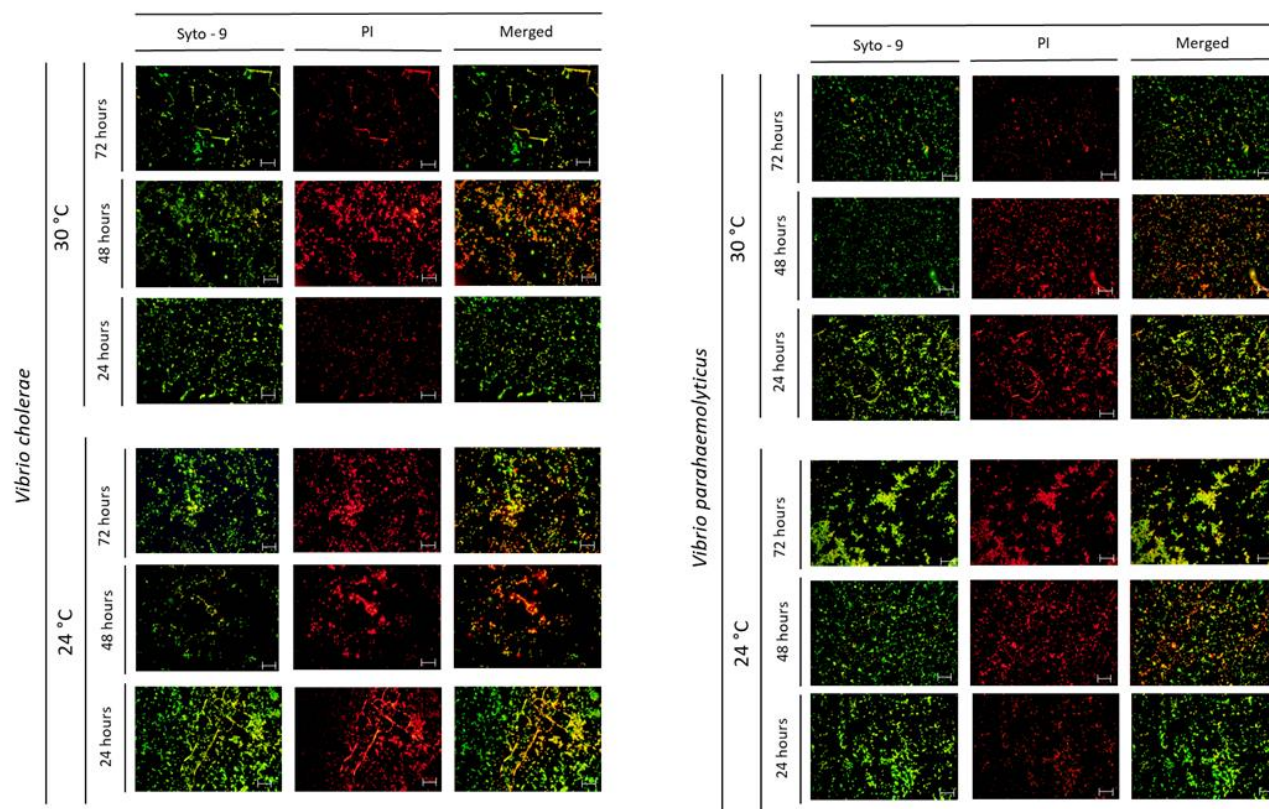 Syto - 9 PI Merged
Vibrio cholerae
30 °C
72 hours
48 hours
24 hours
24 °C
72 hours
48 hours
24 hours
Syto - 9 PI Merged
Vibrio parahaemolyticus
30 °C
72 hours
48 hours
24 hours
24 °C
72 hours
48 hours
24 hours